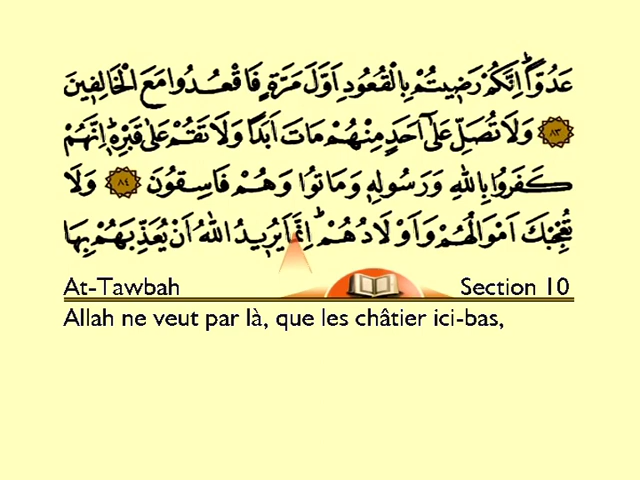 عَدُوًّا ۖ إِنَّكُمْ رَضِيتُمْ بِالْقُعُودِ أَوَّلَ مَرَّةٍ فَاقْعُدُوا مَعَ الْخَالِفِينَ
﴿٨٣﴾ وَلَا تُصَلِّ عَلَىٰ أَحَدٍ مِنْهُمْ مَاتَ أَبَدًا وَلَا تَقُمْ عَلَىٰ قَبْرِهِ ۖ إِنَّهُمْ
كَفَرُوا بِاللَّهِ وَرَسُولِهِ وَمَاتُوا وَهُمْ فَاسِقُونَ ﴿٨٤﴾ وَلَا
تُعْجِبْكَ أَمْوَالُهُمْ وَأَوْلَادُهُمْ ۚ إِنَّمَا يُرِيدُ اللَّهُ أَنْ يُعَذِّبَهُمْ بِهَا
At-Tawbah Section 10
Allah ne veut par là, que les châtier ici-bas,